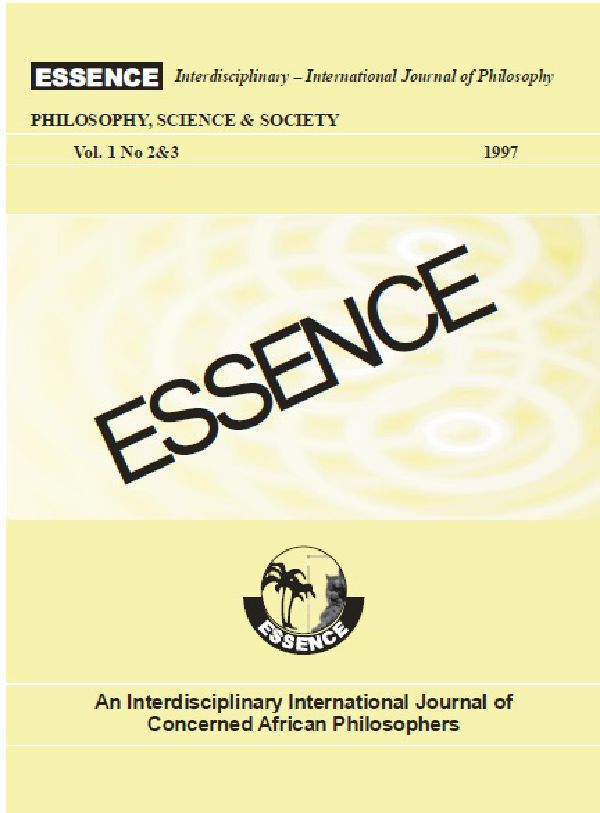 ESSENCE Interdisciplinary – International Journal of Philosophy
PHILOSOPHY, SCIENCE & SOCIETY
Vol. 1 No 2&3 1997
ESSENCE
ESSENCE
An Interdisciplinary International Journal of
Concerned African Philosophers